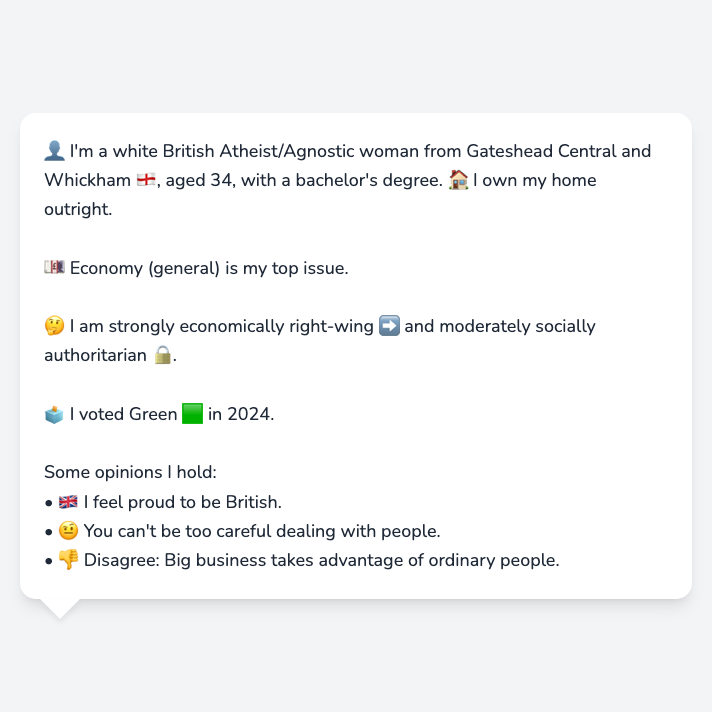 👤 I'm a white British Atheist/Agnostic woman from Gateshead Central and
Whickham 🏴󠁧󠁢󠁥󠁮󠁧󠁿, aged 34, with a bachelor's degree. 🏠 I own my home
outright.
💷 Economy (general) is my top issue.
🤔 I am strongly economically right-wing ➡️ and moderately socially
authoritarian 🔒.
🗳️ I voted Green 🟩 in 2024.
Some opinions I hold:
• 🇬🇧 I feel proud to be British.
• 🤨 You can't be too careful dealing with people.
• 👎 Disagree: Big business takes advantage of ordinary people.